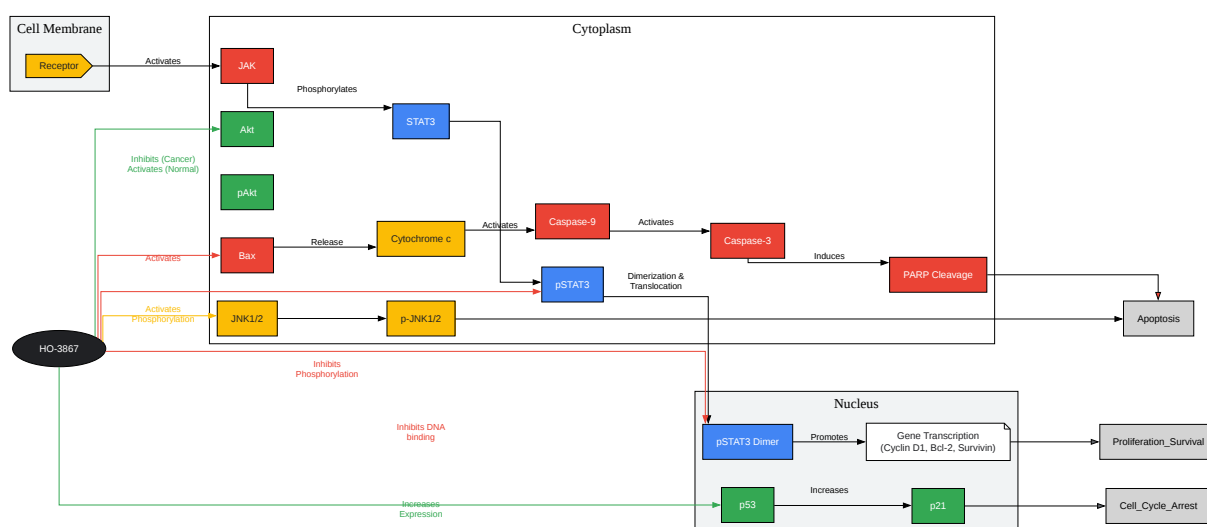 Cell Membrane
Cytoplasm
Receptor
Activates
JAK
Phosphorylates
STAT3
Akt
Inhibits (Cancer)
Activates (Normal)
pAkt
Bax
Activates
Release
Cytochrome c
Activates
Caspase-9
Activates
Caspase-3
Induces
PARP Cleavage
pSTAT3
Dimerization &
Translocation
Activates
Phosphorylation
JNK1/2
p-JNK1/2
Apoptosis
HO-3867
Inhibits
Phosphorylation
Inhibits DNA
binding
Nucleus
pSTAT3 Dimer
Promotes
Gene Transcription
(Cyclin D1, Bcl-2, Survivin)
Proliferation_Survival
Increases
Expression
p53
Increases
p21
Cell_Cycle_Arrest